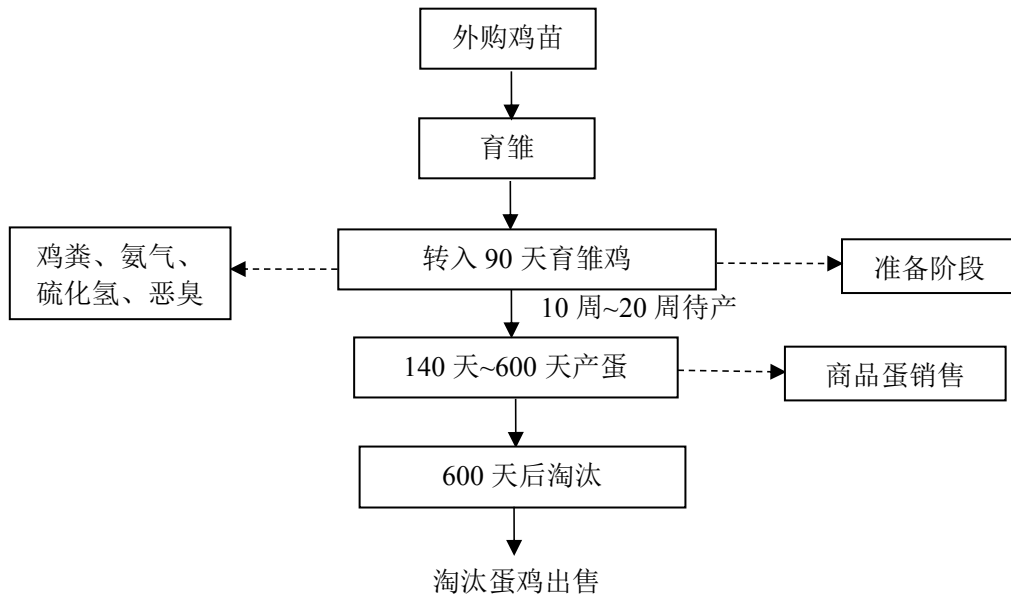 外购鸡苗
育雏
鸡粪、氨气、
硫化氢、恶臭
转入 90 天育雏鸡
准备阶段
10 周~20 周待产
140 天~600 天产蛋
商品蛋销售
600 天后淘汰
淘汰蛋鸡出售